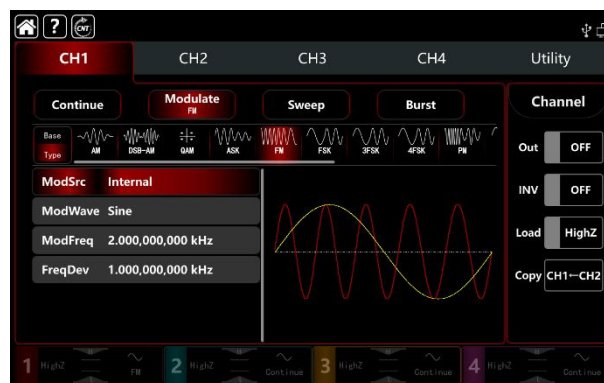 ? CNT
CH1 CH2 CH3 CH4 Utility
Continue Modulate FM Sweep Burst Channel
Base Type AM DSB-AM QAM ASK FM FSK 3FSK 4FSK PM
Out OFF
ModSrc Internal
INV OFF
ModWave Sine
Load HighZ
ModFreq 2.000,000,000 kHz
FreqDev 1.000,000,000 kHz
Copy CH1←CH2
1 HighZ FM 2 HighZ Continue 3 HighZ Continue 4 HighZ Continue